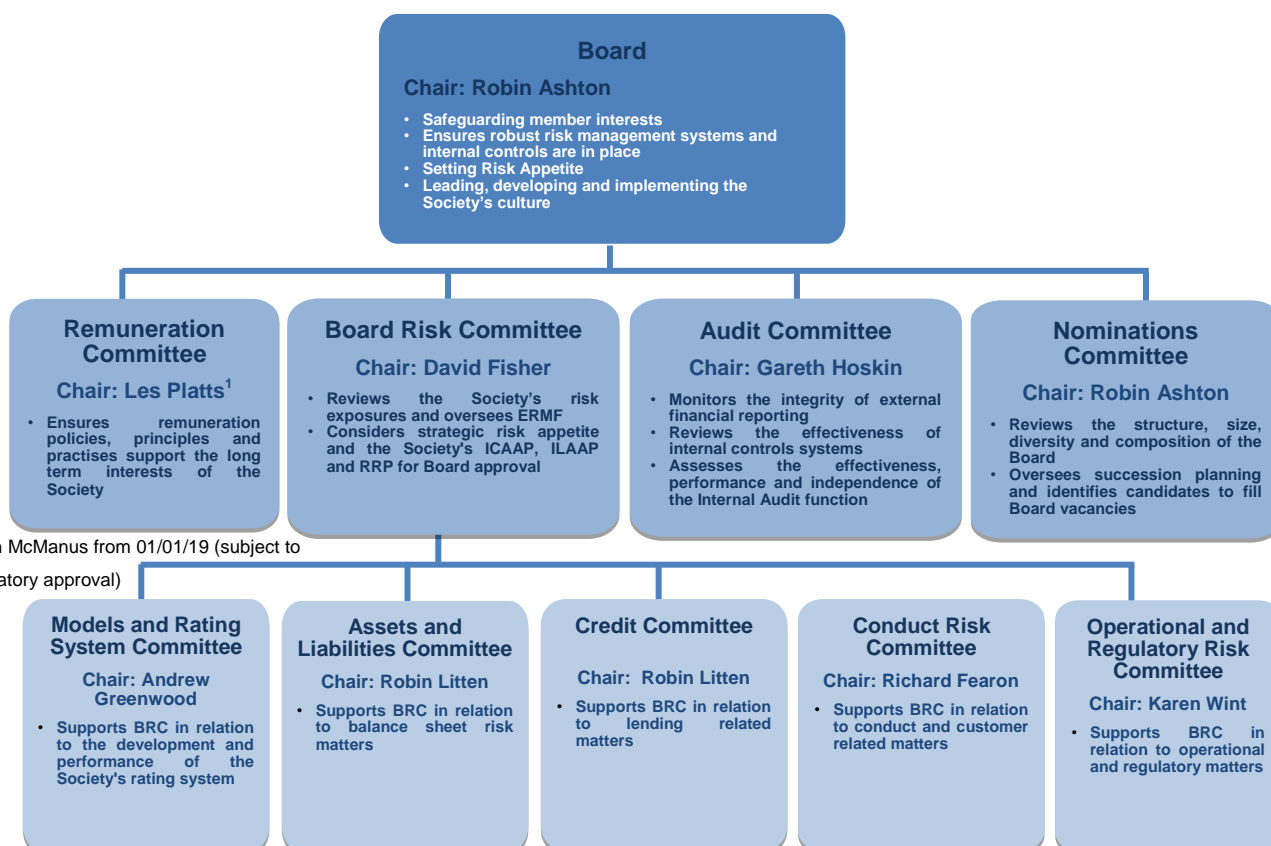 Board
Chair: Robin Ashton
• Safeguarding member interests
• Ensures robust risk management systems and
internal controls are in place
• Setting Risk Appetite
• Leading, developing and implementing the
Society's culture
Remuneration
Committee
Chair: Les Platts¹
• Ensures remuneration
policies, principles and
practises support the long
term interests of the
Society
Board Risk Committee
Chair: David Fisher
• Reviews the Society's risk
exposures and oversees ERMF
• Considers strategic risk appetite
and the Society's ICAAP, ILAAP
and RRP for Board approval
Audit Committee
Chair: Gareth Hoskin
• Monitors the integrity of external
financial reporting
• Reviews the effectiveness of
internal controls systems
• Assesses the effectiveness,
performance and independence of
the Internal Audit function
Nominations
Committee
Chair: Robin Ashton
• Reviews the structure, size,
diversity and composition of the
Board
• Oversees succession planning
and identifies candidates to fill
Board vacancies
McManus from 01/01/19 (subject to
approval)
Models and Rating
System Committee
Chair: Andrew
Greenwood
• Supports BRC in relation
to the development and
performance of the
Society's rating system
Assets and
Liabilities Committee
Chair: Robin Litten
• Supports BRC in relation
to balance sheet risk
matters
Credit Committee
Chair: Robin Litten
• Supports BRC in relation
to lending related
matters
Conduct Risk
Committee
Chair: Richard Fearon
• Supports BRC in relation
to conduct and customer
related matters
Operational and
Regulatory Risk
Committee
Chair: Karen Wint
• Supports BRC in
relation to operational
and regulatory matters